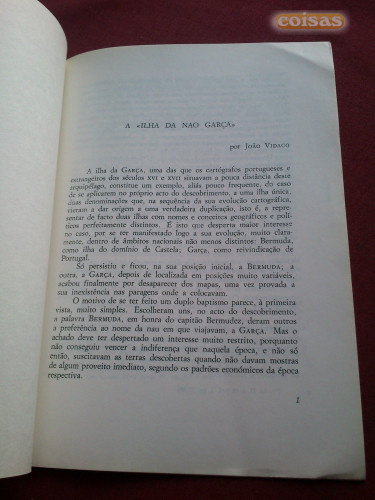 coisas
A «ILHA DA NAO GARÇA»
por JOÃO VIDAGO
A ilha da GARÇA, uma das que os cartógrafos portugueses e
estrangeiros dos séculos XVI e XVII situavam a pouca distância deste
arquipélago, constitue um exemplo, aliás pouco frequente, do caso
de se aplicarem no próprio acto do descobrimento, a uma ilha única,
duas denominações que, na sequência da sua evolução cartográfica,
vieram a dar origem a uma verdadeira duplicação, isto é, a repre-
sentar de facto duas ilhas com nomes e conceitos geográficos e polí-
ticos perfeitamente distintos. E isto que desperta maior interesse
no caso, por se ter manifestado logo a sua evolução, muito clara-
mente, dentro de âmbitos nacionais não menos distintos: Bermuda,
como ilha do domínio de Castela; Garça, como reivindicação de
Portugal.
Só persistiu e ficou, na sua posição inicial, a BERMUDA; a
outra, a GARÇA, depois de localizada em posições muito variáveis,
acabou finalmente por desaparecer dos mapas, uma vez provada a
sua inexistência nas paragens onde a colocavam.
O motivo de se ter feito um duplo baptismo parece, à primeira
vista, muito simples. Escolheram uns, no acto do descobrimento,
a palavra BERMUDA, em honra do capitão Bermudez, deram outros
a preferência ao nome da nau em que viajavam, a GARÇA. Mas o
achado deve ter despertado um interesse muito restrito, porquanto
não conseguiu vencer a indiferença que naquela época, e não só
então, suscitavam as terras descobertas quando não davam mostras
de algum proveito imediato, segundo os padrões económicos da época
respectiva.
1